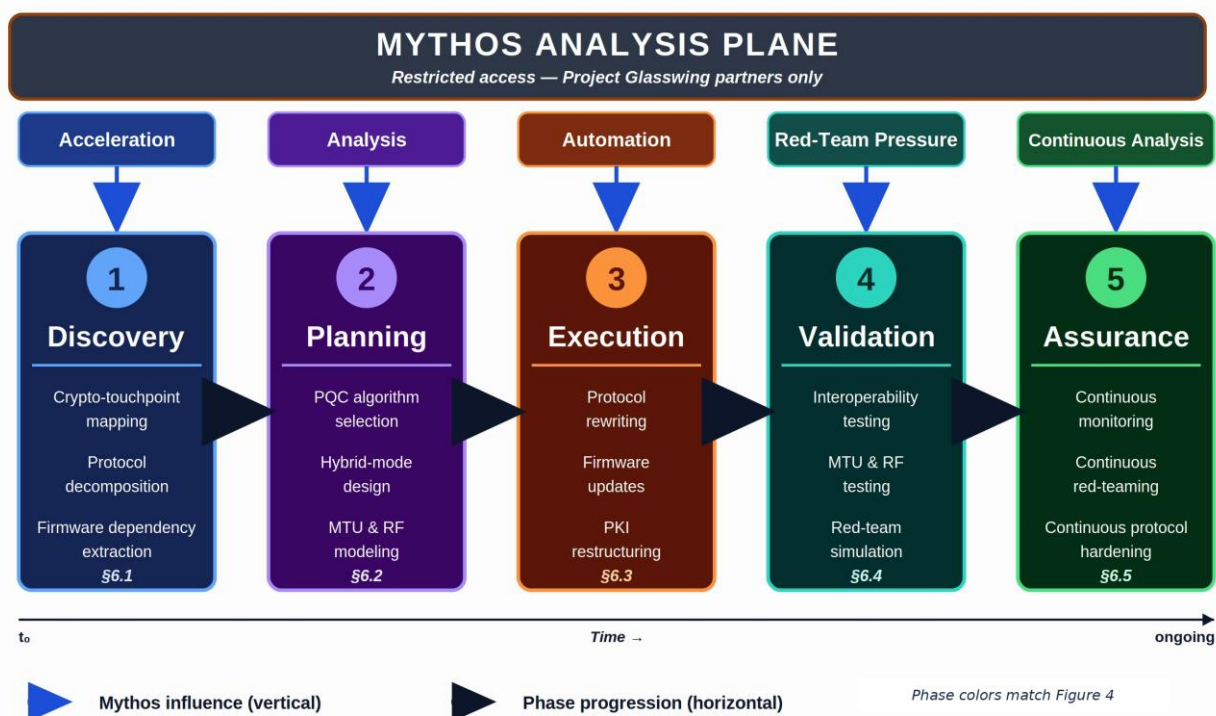 MYTHOS ANALYSIS PLANE
Restricted access — Project Glasswing partners only
Acceleration
Analysis
Automation
Red-Team Pressure
Continuous Analysis
1
Discovery
Crypto-touchpoint
mapping
Protocol
decomposition
Firmware dependency
extraction
§6.1
2
Planning
PQC algorithm
selection
Hybrid-mode
design
MTU & RF
modeling
§6.2
3
Execution
Protocol
rewriting
Firmware
updates
PKI
restructuring
§6.3
4
Validation
Interoperability
testing
MTU & RF
testing
Red-team
simulation
§6.4
5
Assurance
Continuous
monitoring
Continuous
red-teaming
Continuous protocol
hardening
§6.5
t₀
Time →
ongoing
Mythos influence (vertical)
Phase progression (horizontal)
Phase colors match Figure 4